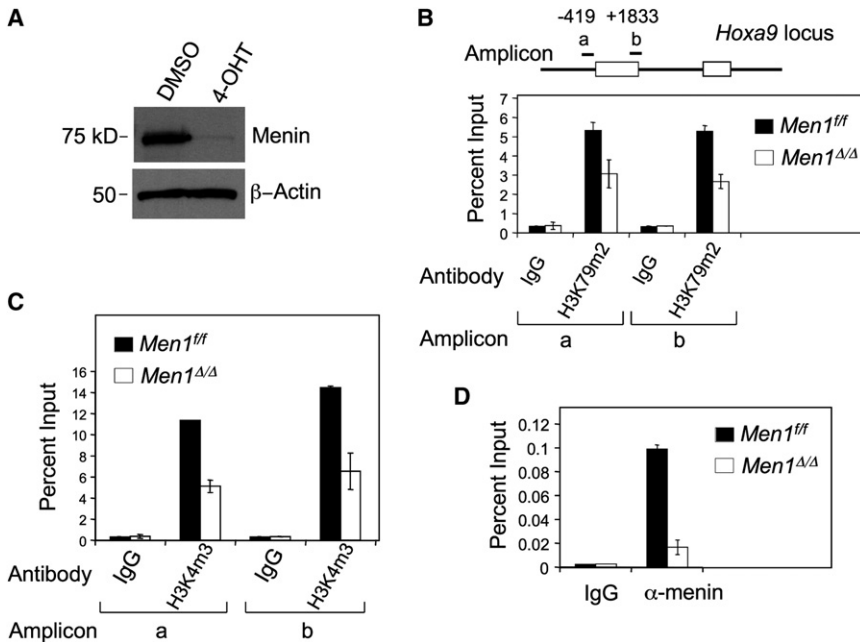 A
DMSO
4-OHT
75 kD
Menin
50
β-Actin
B
-419 +1833
a b
Amplicon
Hoxa9 locus
Percent Input
7
6
5
4
3
2
1
0
Men1f/f
Men1Δ/Δ
Antibody
IgG
H3K79m2
IgG
H3K79m2
Amplicon
a
b
C
Percent Input
16
14
12
10
8
6
4
2
0
Men1f/f
Men1Δ/Δ
Antibody
IgG
H3K4m3
IgG
H3K4m3
Amplicon
a
b
D
Percent Input
0.12
0.1
0.08
0.06
0.04
0.02
0
Men1f/f
Men1Δ/Δ
IgG
α-menin